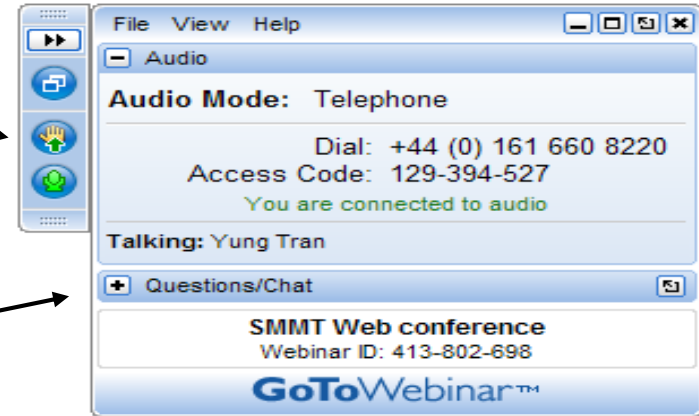 File View Help
Audio
Audio Mode: Telephone
Dial: +44 (0) 161 660 8220
Access Code: 129-394-527
You are connected to audio
Talking: Yung Tran
Questions/Chat
SMMT Web conference
Webinar ID: 413-802-698
GoToWebinar™